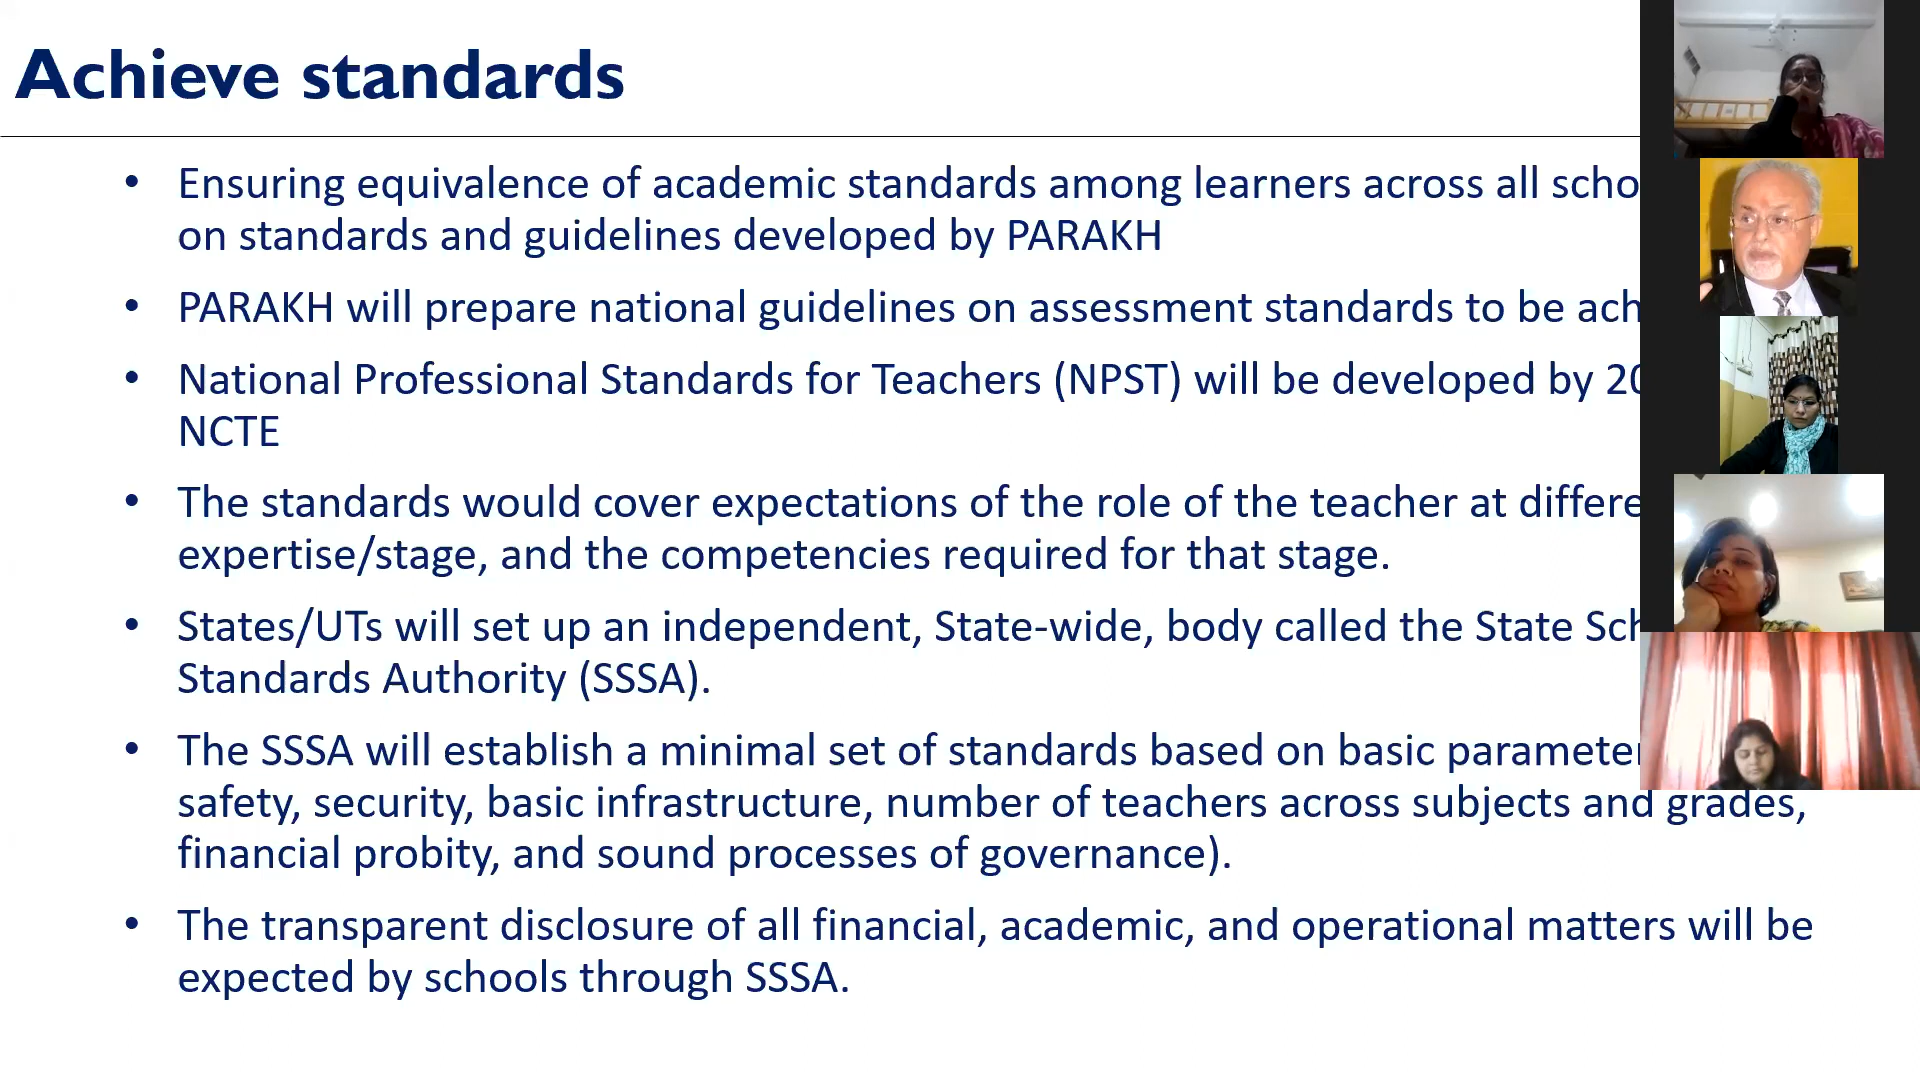 Achieve standards
• Ensuring equivalence of academic standards among learners across all
on standards and guidelines developed by PARAKH
• PARAKH will prepare national guidelines on assessment standards to be
• National Professional Standards for Teachers (NPST) will be developed by
NCTE
• The standards would cover expectations of the role of the teacher at
expertise/stage, and the competencies required for that stage.
• States/UTs will set up an independent, State-wide, body called the State
Standards Authority (SSSA).
• The SSSA will establish a minimal set of standards based on basic
safety, security, basic infrastructure, number of teachers across subjects and grades,
financial probity, and sound processes of governance).
• The transparent disclosure of all financial, academic, and operational matters will be
expected by schools through SSSA.